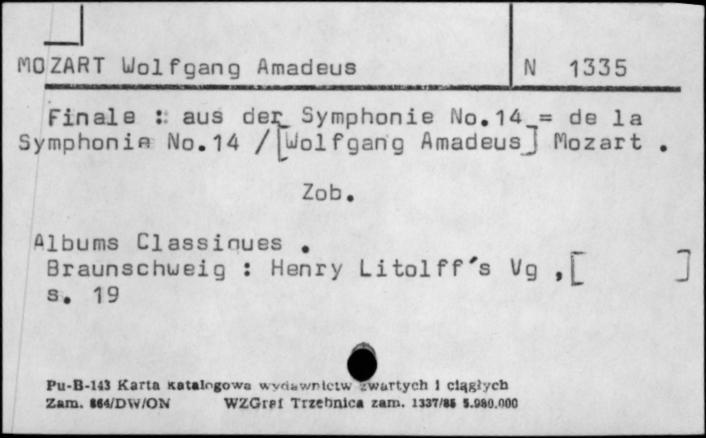 MOZART Wolfgang Amadeus N 1335
Finale : aus der Symphonie No.14 = de la
Symphonie No.14 /[Wolfgang Amadeus] Mozart .
Zob.
Albums Classiques .
Braunschweig : Henry Litolff's Vg ,[ ]
s. 19
Pu-B-143 Karta katalogowa wydawnictw zwartych i ciągłych
Zam. 864/DW/ON WZGraf Trzebnica zam. 1337/86 5.980.000